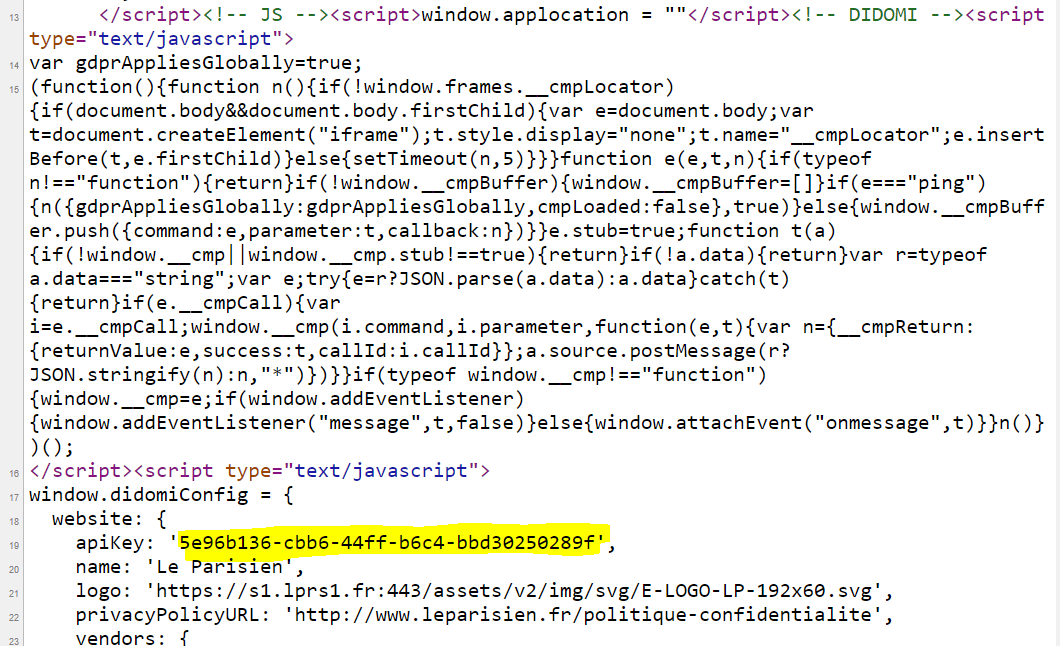 13 </script><!-- JS --><script>window.applocation = ""</script><!-- DIDOMI --><script
type="text/javascript">
14 var gdprAppliesGlobally=true;
15 (function(){function n(){if(!window.frames.__cmpLocator)
{if(document.body&&document.body.firstChild){var e=document.body;var
t=document.createElement("iframe");t.style.display="none";t.name="__cmpLocator";e.insert
Before(t,e.firstChild)}else{setTimeout(n,5)}}}function e(e,t,n){if(typeof
n!=="function"){return}if(!window.__cmpBuffer){window.__cmpBuffer=[]}if(e==="ping")
{n({gdprAppliesGlobally:gdprAppliesGlobally,cmpLoaded:false},true)}else{window.__cmpBuff
er.push({command:e,parameter:t,callback:n})}}e.stub=true;function t(a)
{if(!window.__cmp||window.__cmp.stub!==true){return}if(!a.data){return}var r=typeof
a.data==="string";var e;try{e=r?JSON.parse(a.data):a.data}catch(t)
{return}if(e.__cmpCall){var
i=e.__cmpCall;window.__cmp(i.command,i.parameter,function(e,t){var n={__cmpReturn:
{returnValue:e,success:t,callId:i.callId}};a.source.postMessage(r?
JSON.stringify(n):n,"*")})}}if(typeof window.__cmp!=="function")
{window.__cmp=e;if(window.addEventListener)
{window.addEventListener("message",t,false)}else{window.attachEvent("onmessage",t)}}n()}
)();
16 </script><script type="text/javascript">
17 window.didomiConfig = {
18 website: {
19 apiKey: '5e96b136-cbb6-44ff-b6c4-bbd30250289f',
20 name: 'Le Parisien',
21 logo: 'https://s1.lprs1.fr:443/assets/v2/img/svg/E-LOGO-LP-192x60.svg',
22 privacyPolicyURL: 'http://www.leparisien.fr/politique-confidentialite',
23 vendors: {